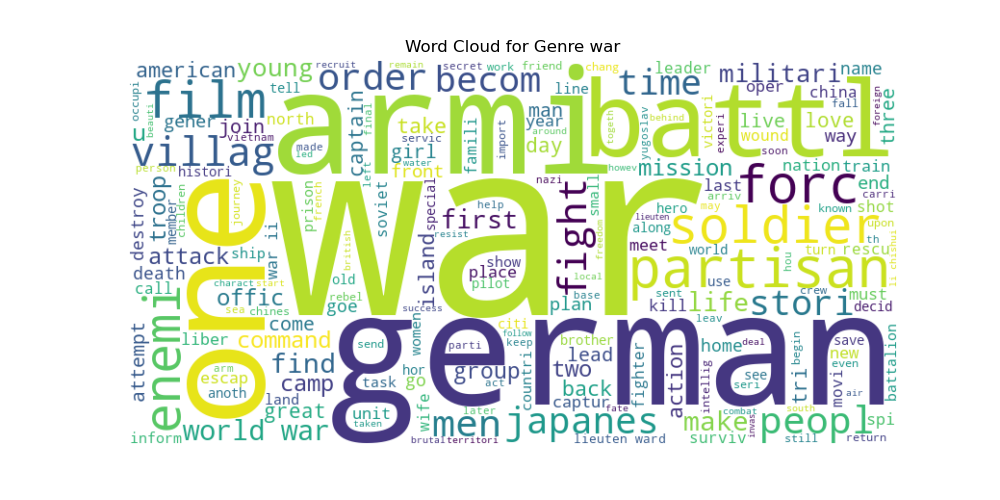 Word Cloud for Genre war
american
young
order
becom
time
leader
militari
name
recruit
remain
secret
work
friend
chang
occupi
beauti
film
tell
line
oper
china
fall
foreign
three
u
gener
join
north
captain
final
armi
battl
man
year
day
live
love
wound
way
victori
experi
villag
vietnam
servic
made
led
left
water
take
girl
front
famili
import
around
togeth
behind
yugoslav
howev
soon
person
histori
children
member
troop
destroy
journey
prison
french
soviet
special
nazi
small
mission
last
nation
train
end
arriv
carri
forc
one
war
fight
first
help
freedom
hero
lieuten
along
may
known
shot
upon
soldier
attack
ship
war ii
british
island
resist
show
place
pilot
local
base
meet
world
turn
th
rescu
hou
li chishui
partisan
death
call
charact
start
sea
old
rebel
goe
chines
success
plan
kill
sent
use
life
crew
stori
must
decid
leav
enemi
offic
command
come
women
send
german
parti
citi
follow
keep
brother
home
deal
begin
save
new
even
battalion
attempt
liber
find
escap
arm
anoth
camp
task
hor
go
group
act
lead
two
countri
fighter
action
intellig
see
seri
tri
movi
air
land
great
unit
taken
wife
later
back
captur
fate
combat
south
make
peopl
spi
inform
world war
men
brutal
territori
japanes
lieuten ward
surviv
invas
still
return